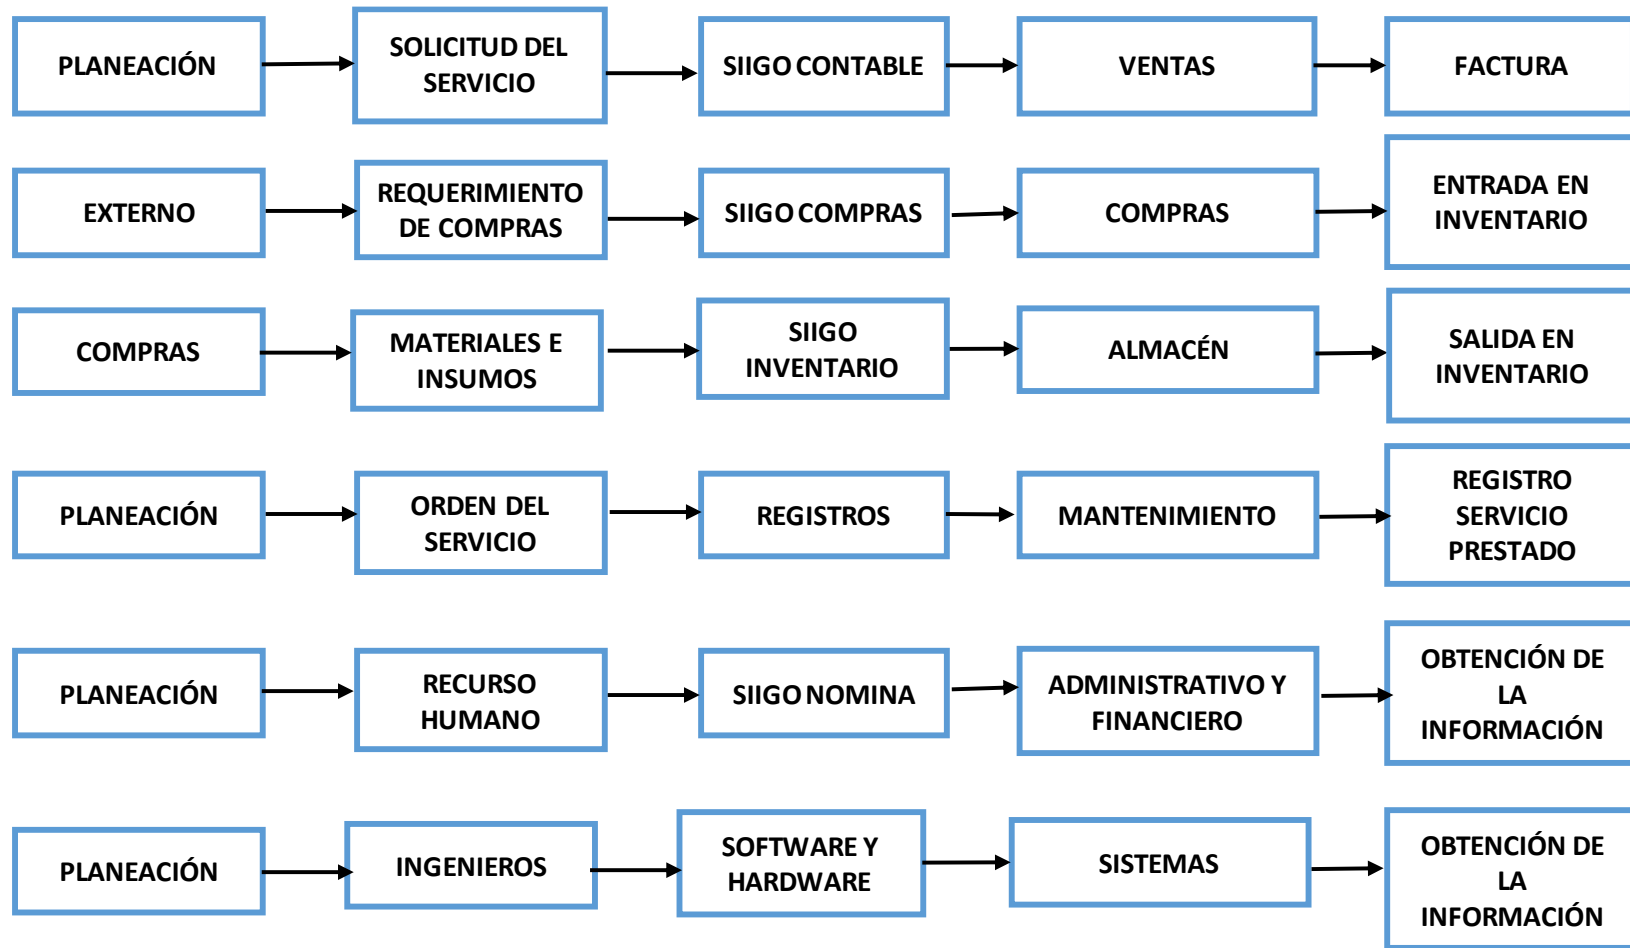 PLANEACIÓN
SOLICITUD DEL
SERVICIO
SIIGO CONTABLE
VENTAS
FACTURA
EXTERNO
REQUERIMIENTO
DE COMPRAS
SIIGO COMPRAS
COMPRAS
ENTRADA EN
INVENTARIO
COMPRAS
MATERIALES E
INSUMOS
SIIGO
INVENTARIO
ALMACÉN
SALIDA EN
INVENTARIO
PLANEACIÓN
ORDEN DEL
SERVICIO
REGISTROS
MANTENIMIENTO
REGISTRO
SERVICIO
PRESTADO
PLANEACIÓN
RECURSO
HUMANO
SIIGO NOMINA
ADMINISTRATIVO Y
FINANCIERO
OBTENCIÓN DE
LA
INFORMACIÓN
PLANEACIÓN
INGENIEROS
SOFTWARE Y
HARDWARE
SISTEMAS
OBTENCIÓN DE
LA
INFORMACIÓN